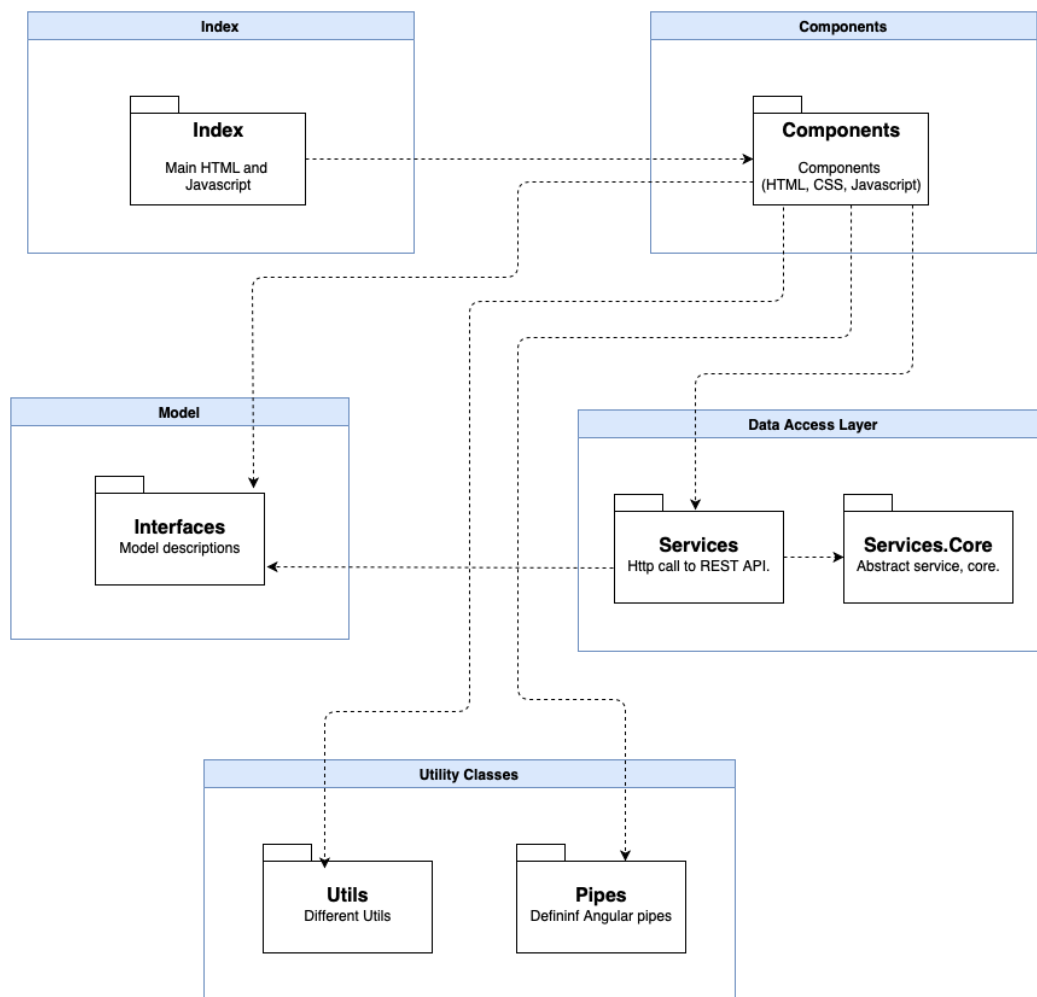 Index
Components
Index
Main HTML and
Javascript
Components
Components
(HTML, CSS, Javascript)
Model
Data Access Layer
Interfaces
Model descriptions
Services
Http call to REST API.
Services.Core
Abstract service, core.
Utility Classes
Utils
Different Utils
Pipes
Defininf Angular pipes